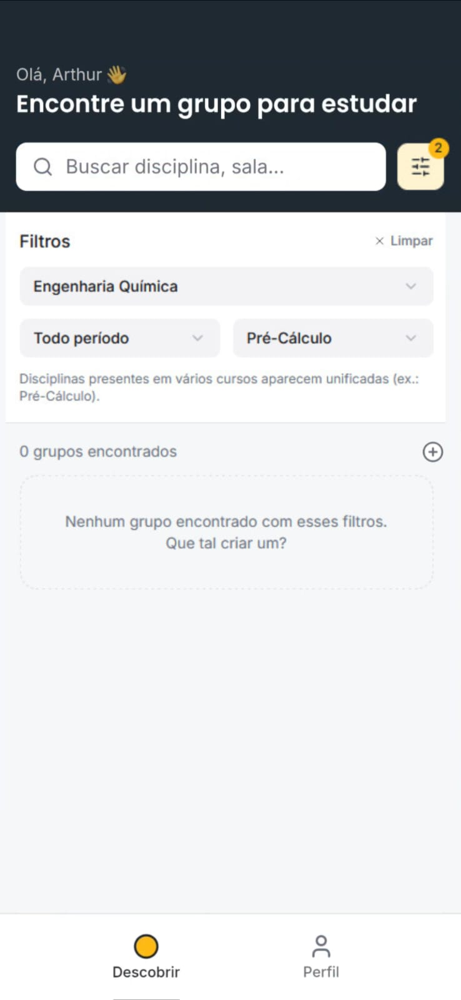 Olá, Arthur 👋
Encontre um grupo para estudar
Buscar disciplina, sala...
2
Filtros
× Limpar
Engenharia Química
Todo período
Pré-Cálculo
Disciplinas presentes em vários cursos aparecem unificadas (ex.:
Pré-Cálculo).
0 grupos encontrados
Nenhum grupo encontrado com esses filtros.
Que tal criar um?
Descobrir
Perfil